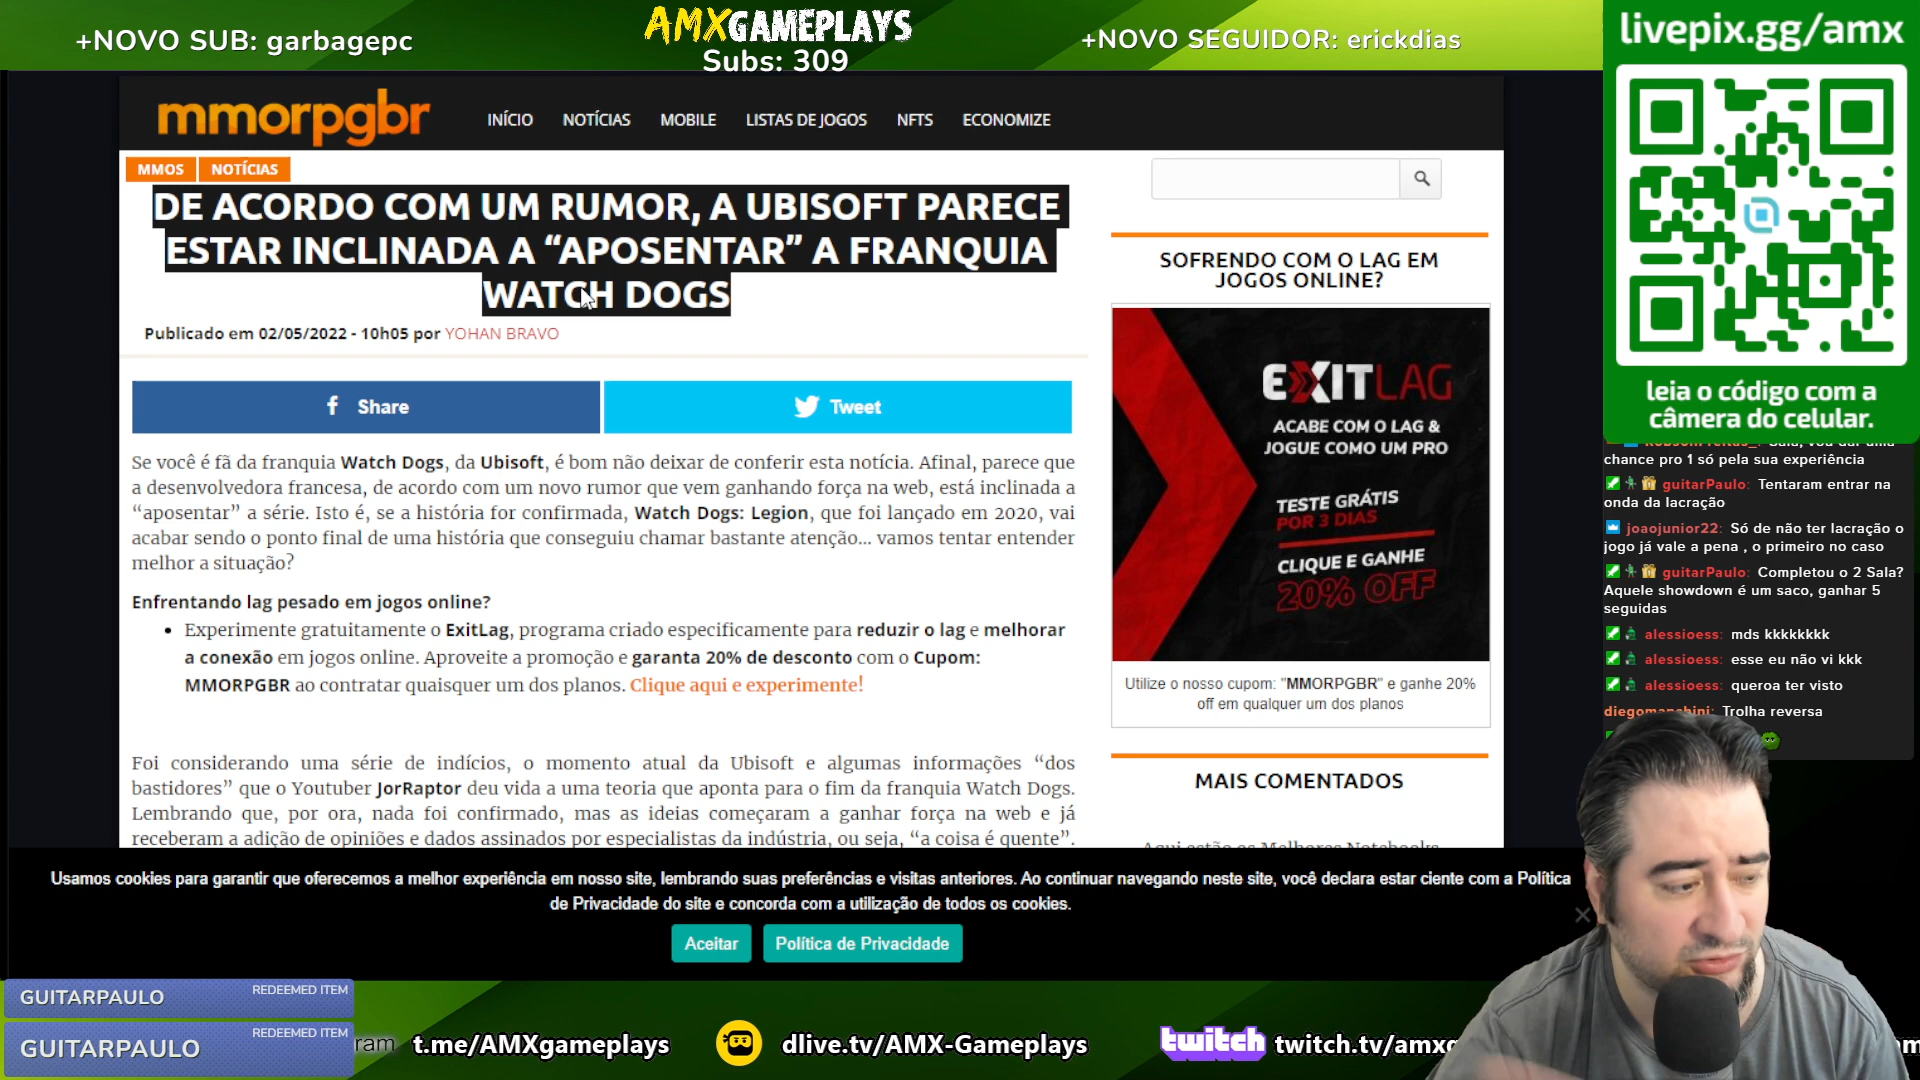 +NOVO SUB: garbagepc
AMXGAMEPLAYS
Subs: 309
+NOVO SEGUIDOR: erickdias
livepix.gg/amx
leia o código com a
câmera do celular.
mmorpgbr
INÍCIO NOTÍCIAS MOBILE LISTAS DE JOGOS NFTS ECONOMIZE
MMOS NOTÍCIAS
DE ACORDO COM UM RUMOR, A UBISOFT PARECE
ESTAR INCLINADA A “APOSENTAR” A FRANQUIA
WATCH DOGS
Publicado em 02/05/2022 - 10h05 por YOHAN BRAVO
Share
Tweet
Se você é fã da franquia Watch Dogs, da Ubisoft, é bom não deixar de conferir esta notícia. Afinal, parece que
a desenvolvedora francesa, de acordo com um novo rumor que vem ganhando força na web, está inclinada a
“aposentar” a série. Isto é, se a história for confirmada, Watch Dogs: Legion, que foi lançado em 2020, vai
acabar sendo o ponto final de uma história que conseguiu chamar bastante atenção... vamos tentar entender
melhor a situação?
Enfrentando lag pesado em jogos online?
• Experimente gratuitamente o ExitLag, programa criado especificamente para reduzir o lag e melhorar
a conexão em jogos online. Aproveite a promoção e garanta 20% de desconto com o Cupom:
MMORPGBR ao contratar quaisquer um dos planos. Clique aqui e experimente!
Foi considerando uma série de indícios, o momento atual da Ubisoft e algumas informações “dos
bastidores” que o Youtuber JorRaptor deu vida a uma teoria que aponta para o fim da franquia Watch Dogs.
Lembrando que, por ora, nada foi confirmado, mas as ideias começaram a ganhar força na web e já
receberam a adição de opiniões e dados assinados por especialistas da indústria, ou seja, “a coisa é quente”.
SOFRENDO COM O LAG EM
JOGOS ONLINE?
EXITLAG
ACABE COM O LAG &
JOGUE COMO UM PRO
TESTE GRÁTIS
POR 3 DIAS
CLIQUE E GANHE
20% OFF
Utilize o nosso cupom: "MMORPGBR" e ganhe 20%
off em qualquer um dos planos
MAIS COMENTADOS
Aqui estão os Melhores Notebooks
chance pro 1 só pela sua experiência
guitarPaulo: Tentaram entrar na
onda da lacração
joaojunior22: Só de não ter lacração o
jogo já vale a pena , o primeiro no caso
guitarPaulo: Completou o 2 Sala?
Aquele showdown é um saco, ganhar 5
seguidas
alessioess: mds kkkkkkkk
alessioess: esse eu não vi kkk
alessioess: queroa ter visto
diegomanchini: Trolha reversa
Usamos cookies para garantir que oferecemos a melhor experiência em nosso site, lembrando suas preferências e visitas anteriores. Ao continuar navegando neste site, você declara estar ciente com a Política
de Privacidade do site e concorda com a utilização de todos os cookies.
Aceitar
Política de Privacidade
GUITARPAULO REDEEMED ITEM
GUITARPAULO REDEEMED ITEM
ram t.me/AMXgameplays dlive.tv/AMX-Gameplays twitch twitch.tv/amxg